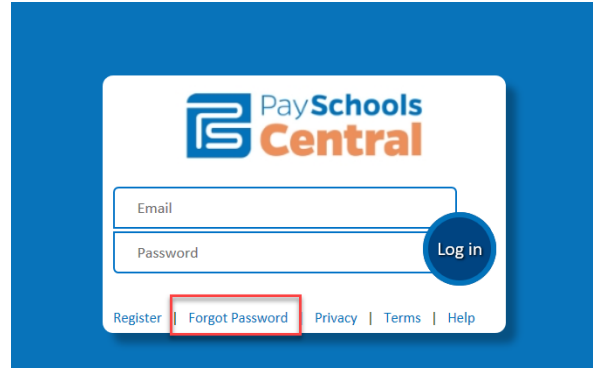 PaySchools
Central
Email
Password
Log in
Register | Forgot Password | Privacy | Terms | Help